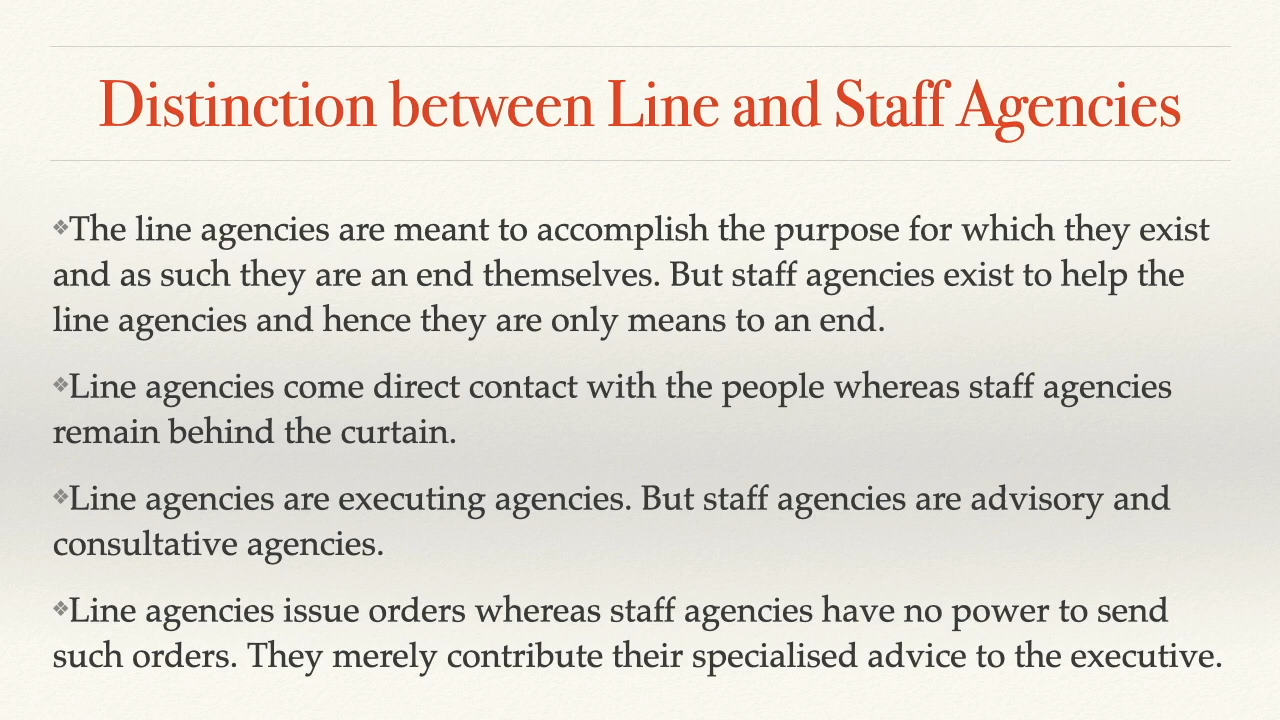 Distinction between Line and Staff Agencies
❖The line agencies are meant to accomplish the purpose for which they exist
and as such they are an end themselves. But staff agencies exist to help the
line agencies and hence they are only means to an end.
❖Line agencies come direct contact with the people whereas staff agencies
remain behind the curtain.
❖Line agencies are executing agencies. But staff agencies are advisory and
consultative agencies.
❖Line agencies issue orders whereas staff agencies have no power to send
such orders. They merely contribute their specialised advice to the executive.